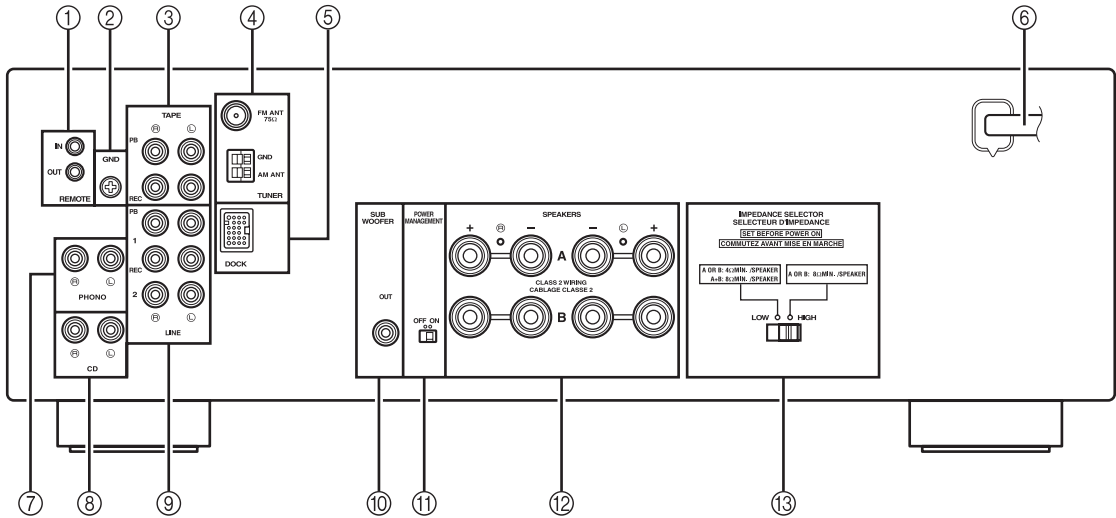 ① ② ③ ④ ⑤ ⑥
IN
OUT
REMOTE
GND
TAPE
Ⓡ Ⓛ
PB
REC
FM ANT
75Ω
GND
AM ANT
TUNER
DOCK
PB
1
REC
2
Ⓡ Ⓛ
LINE
Ⓡ Ⓛ
PHONO
Ⓡ Ⓛ
CD
SUB
WOOFER
OUT
POWER
MANAGEMENT
OFF ON
SPEAKERS
+ Ⓡ − − Ⓛ +
A
CLASS 2 WIRING
CABLAGE CLASSE 2
B
IMPEDANCE SELECTOR
SELECTEUR D'IMPEDANCE
SET BEFORE POWER ON
COMMUTEZ AVANT MISE EN MARCHE
A OR B: 4ΩMIN. /SPEAKER
A+B: 8ΩMIN. /SPEAKER
A OR B: 8ΩMIN. /SPEAKER
LOW HIGH
⑦ ⑧ ⑨ ⑩ ⑪ ⑫ ⑬